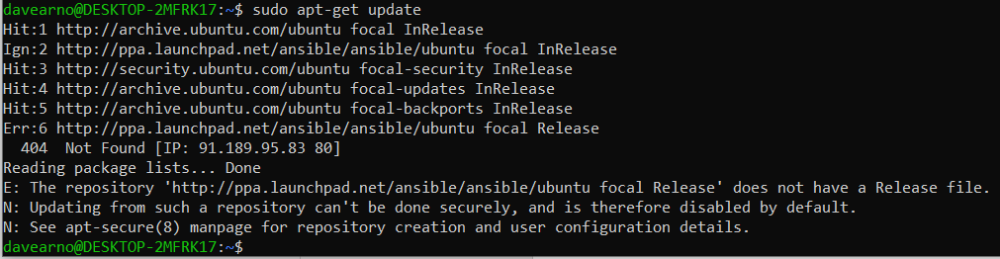 davearno@DESKTOP-2MFRK17:~$ sudo apt-get update
Hit:1 http://archive.ubuntu.com/ubuntu focal InRelease
Ign:2 http://ppa.launchpad.net/ansible/ansible/ubuntu focal InRelease
Hit:3 http://security.ubuntu.com/ubuntu focal-security InRelease
Hit:4 http://archive.ubuntu.com/ubuntu focal-updates InRelease
Hit:5 http://archive.ubuntu.com/ubuntu focal-backports InRelease
Err:6 http://ppa.launchpad.net/ansible/ansible/ubuntu focal Release
  404  Not Found [IP: 91.189.95.83 80]
Reading package lists... Done
E: The repository 'http://ppa.launchpad.net/ansible/ansible/ubuntu focal Release' does not have a Release file.
N: Updating from such a repository can't be done securely, and is therefore disabled by default.
N: See apt-secure(8) manpage for repository creation and user configuration details.
davearno@DESKTOP-2MFRK17:~$